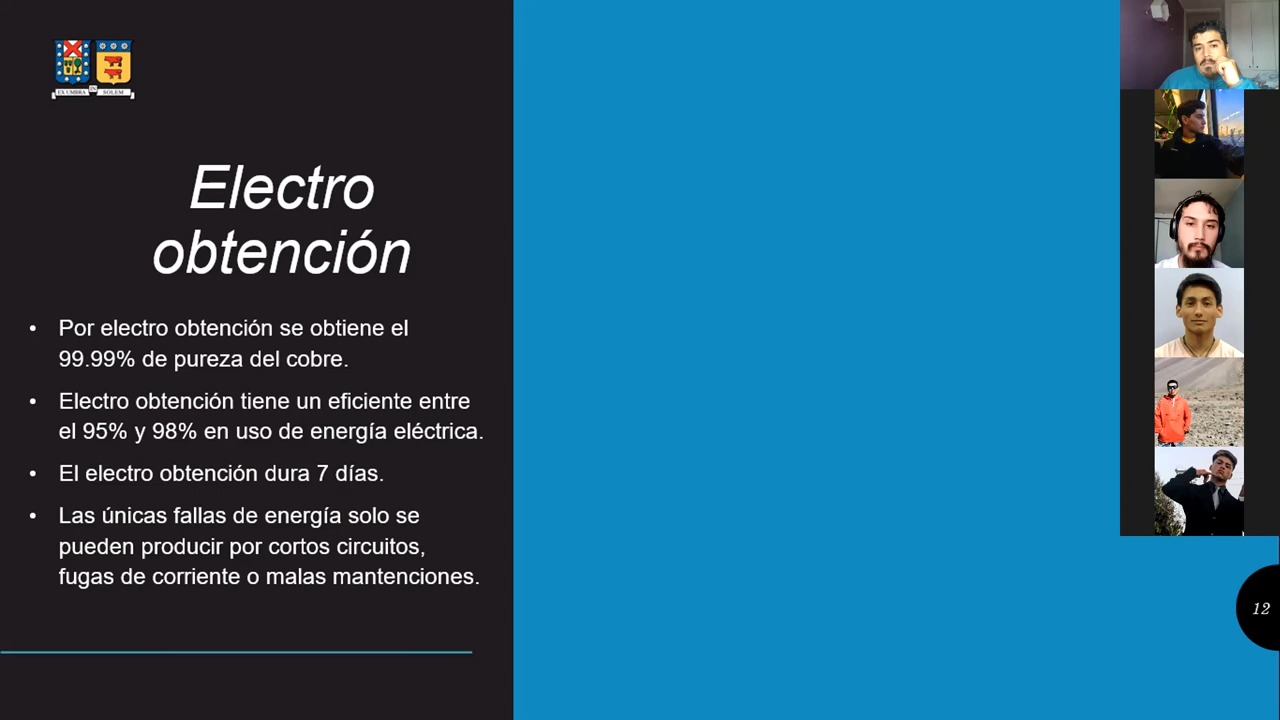 EX UMBRA IN SOLEM
Electro
obtención
• Por electro obtención se obtiene el
99.99% de pureza del cobre.
• Electro obtención tiene un eficiente entre
el 95% y 98% en uso de energía eléctrica.
• El electro obtención dura 7 días.
• Las únicas fallas de energía solo se
pueden producir por cortos circuitos,
fugas de corriente o malas mantenciones.
12